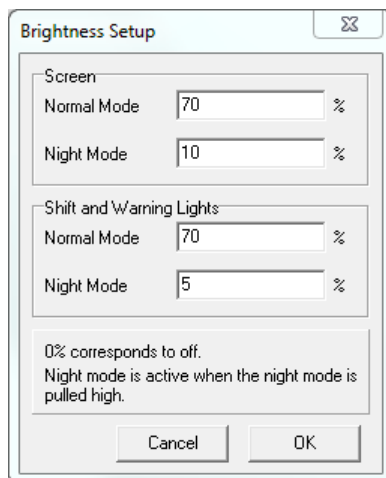 Brightness Setup
Screen
Normal Mode 70 %
Night Mode 10 %
Shift and Warning Lights
Normal Mode 70 %
Night Mode 5 %
0% corresponds to off.
Night mode is active when the night mode is
pulled high.
Cancel OK